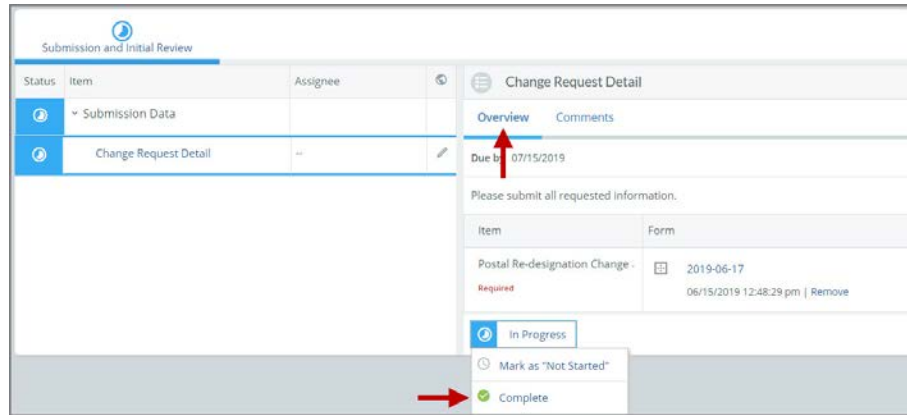 Submission and Initial Review
Status Item Assignee
Submission Data
Change Request Detail --
Change Request Detail
Overview Comments
Due by 07/15/2019
Please submit all requested information.
Item Form
Postal Re-designation Change
Required
2019-06-17
06/15/2019 12:48:29 pm | Remove
In Progress
Mark as "Not Started"
Complete